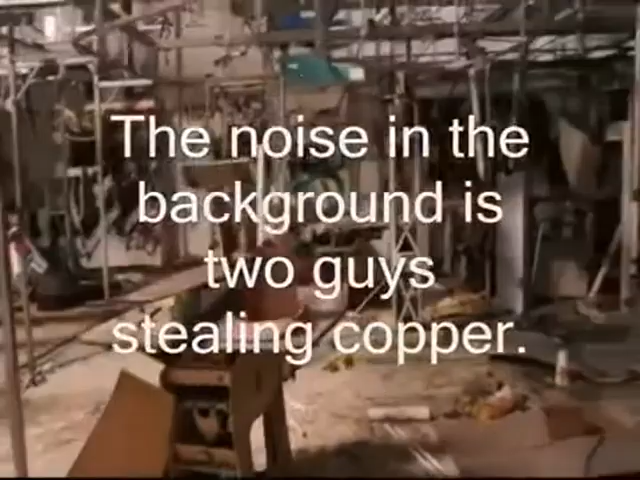 The noise in the
background is
two guys
stealing copper.